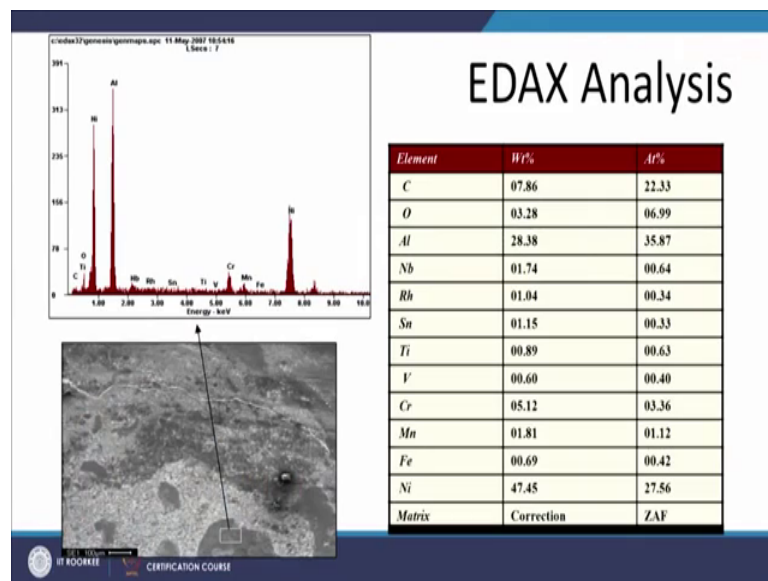 c:\edax32\genesis\genmaps.spc 11-May-2007 18:54:16
LSecs : 7
EDAX Analysis
391
313
235
156
78
0
Al
Ni
Ni
O
Ti
C
Nb
Rh
Sn
Ti
V
Cr
Mn
Fe
1.00 2.00 3.00 4.00 5.00 6.00 7.00 8.00 9.00 10.0
Energy - keV
Element Wt% At%
C 07.86 22.33
O 03.28 06.99
Al 28.38 35.87
Nb 01.74 00.64
Rh 01.04 00.34
Sn 01.15 00.33
Ti 00.89 00.63
V 00.60 00.40
Cr 05.12 03.36
Mn 01.81 01.12
Fe 00.69 00.42
Ni 47.45 27.56
Matrix Correction ZAF
SE1 100μm
IIT ROORKEE CERTIFICATION COURSE